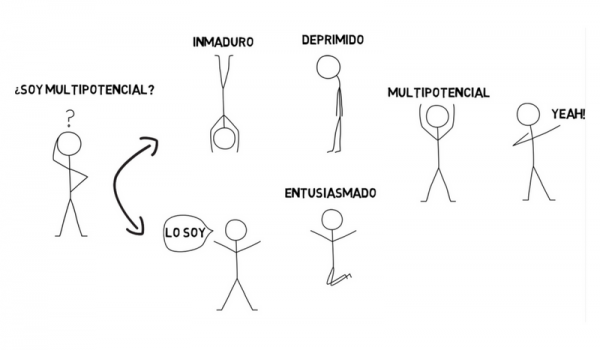 ¿SOY MULTIPOTENCIAL?
?
INMADURO
DEPRIMIDO
LO SOY
ENTUSIASMADO
MULTIPOTENCIAL
YEAH!